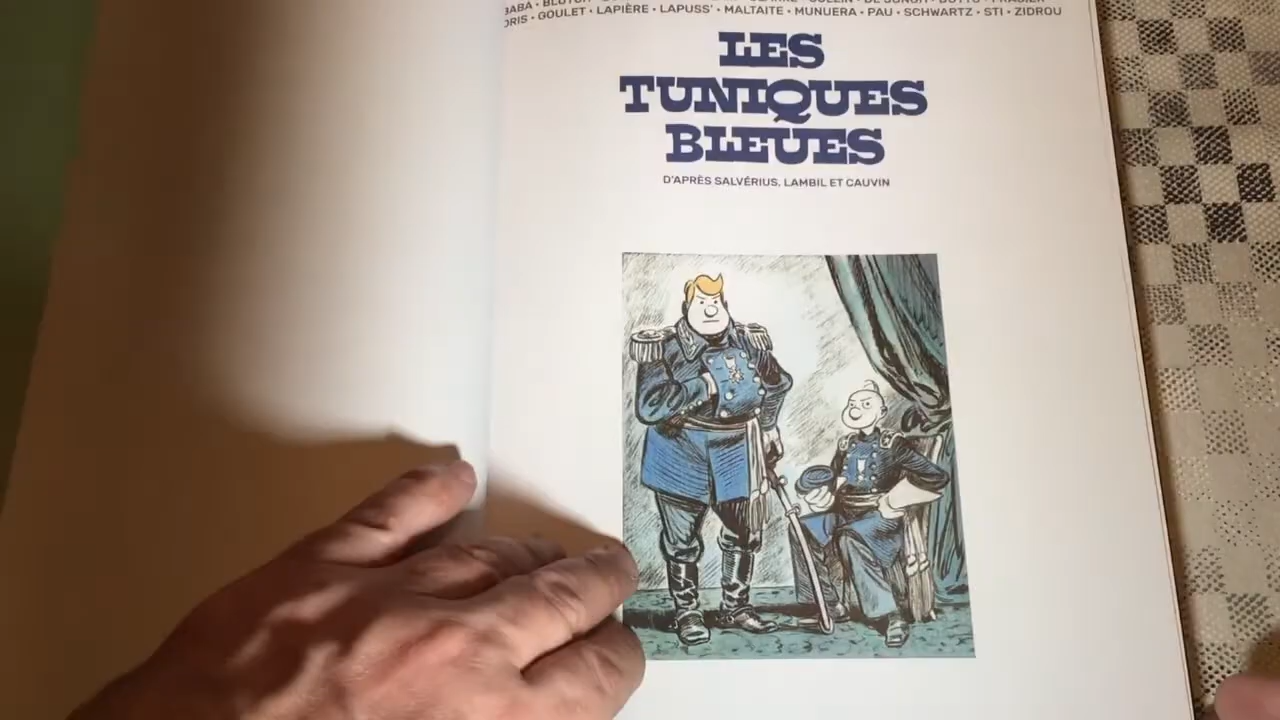 BABA • BLUTCH
ORIS • GOULET • LAPIÈRE • LAPUSS' • MALTAITE • MUNUERA • PAU • SCHWARTZ • STI • ZIDROU
LES
TUNIQUES
BLEUES
D'APRÈS SALVÉRIUS, LAMBIL ET CAUVIN